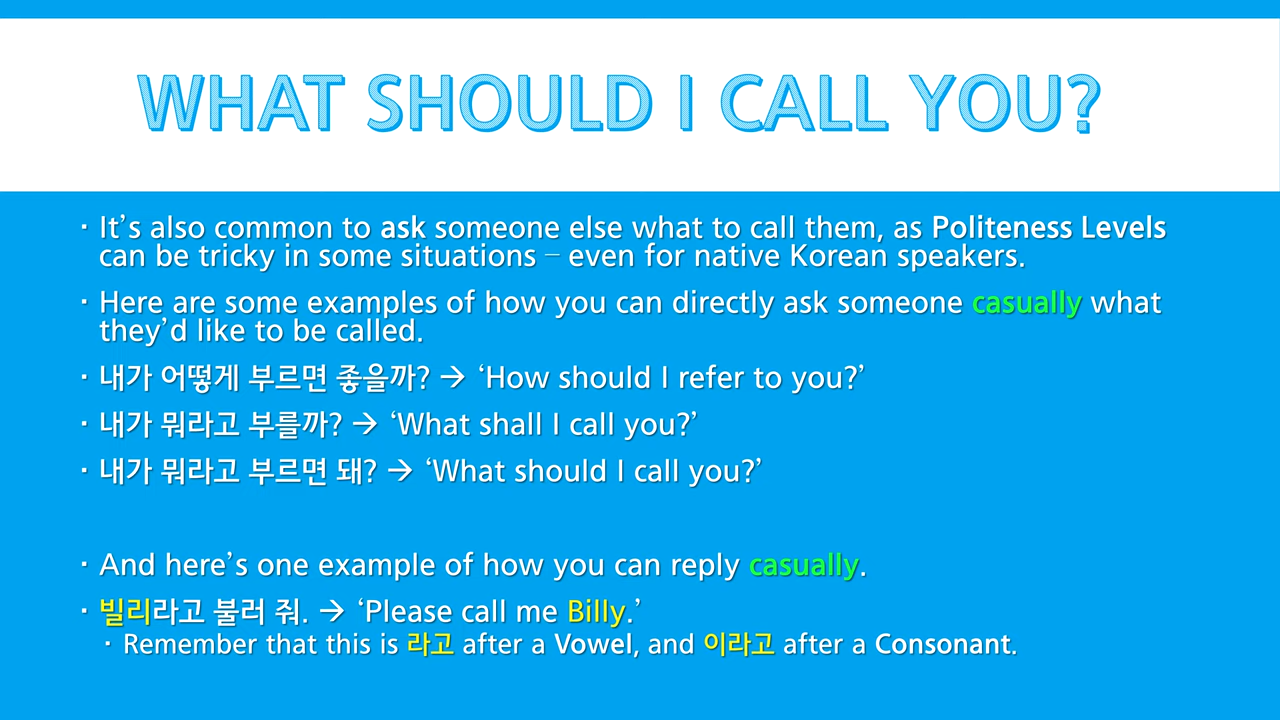 WHAT SHOULD I CALL YOU?
· It’s also common to ask someone else what to call them, as Politeness Levels
can be tricky in some situations – even for native Korean speakers.
· Here are some examples of how you can directly ask someone casually what
they’d like to be called.
· 내가 어떻게 부르면 좋을까? → ‘How should I refer to you?’
· 내가 뭐라고 부를까? → ‘What shall I call you?’
· 내가 뭐라고 부르면 돼? → ‘What should I call you?’
· And here’s one example of how you can reply casually.
· 빌리라고 불러 줘. → ‘Please call me Billy.’
· Remember that this is 라고 after a Vowel, and 이라고 after a Consonant.